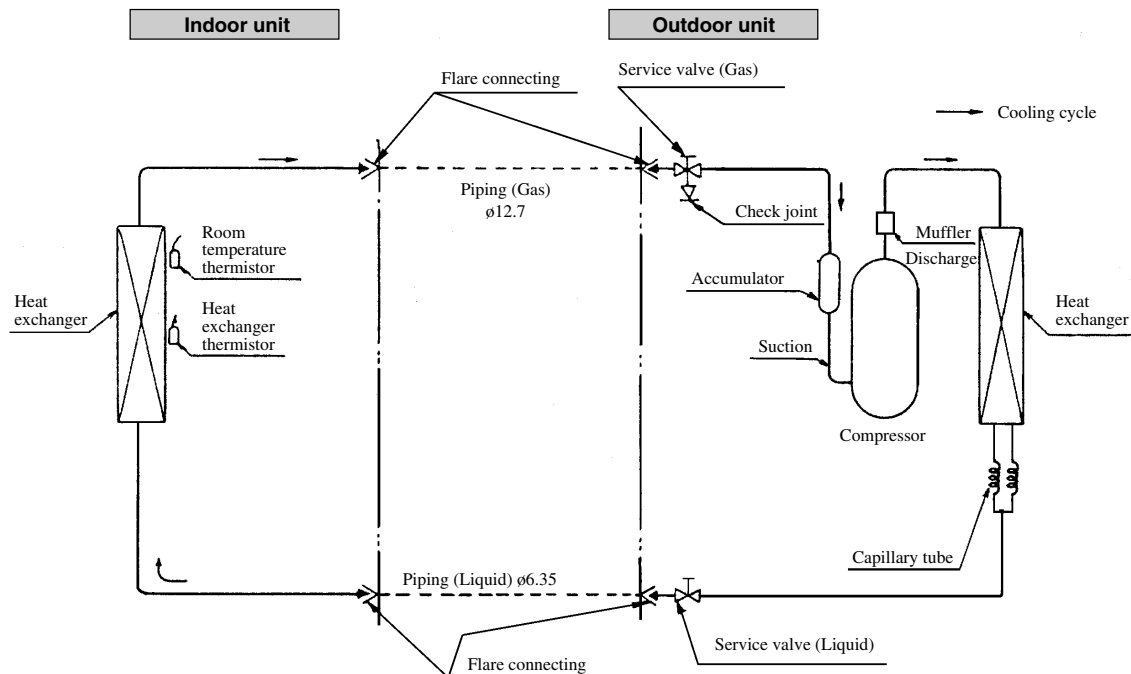 Indoor unit
Outdoor unit
Flare connecting
Service valve (Gas)
Cooling cycle
Piping (Gas)
ø12.7
Check joint
Muffler
Discharge
Room
temperature
thermistor
Accumulator
Heat
exchanger
Heat
exchanger
thermistor
Heat
exchanger
Suction
Compressor
Capillary tube
Piping (Liquid) ø6.35
Service valve (Liquid)
Flare connecting